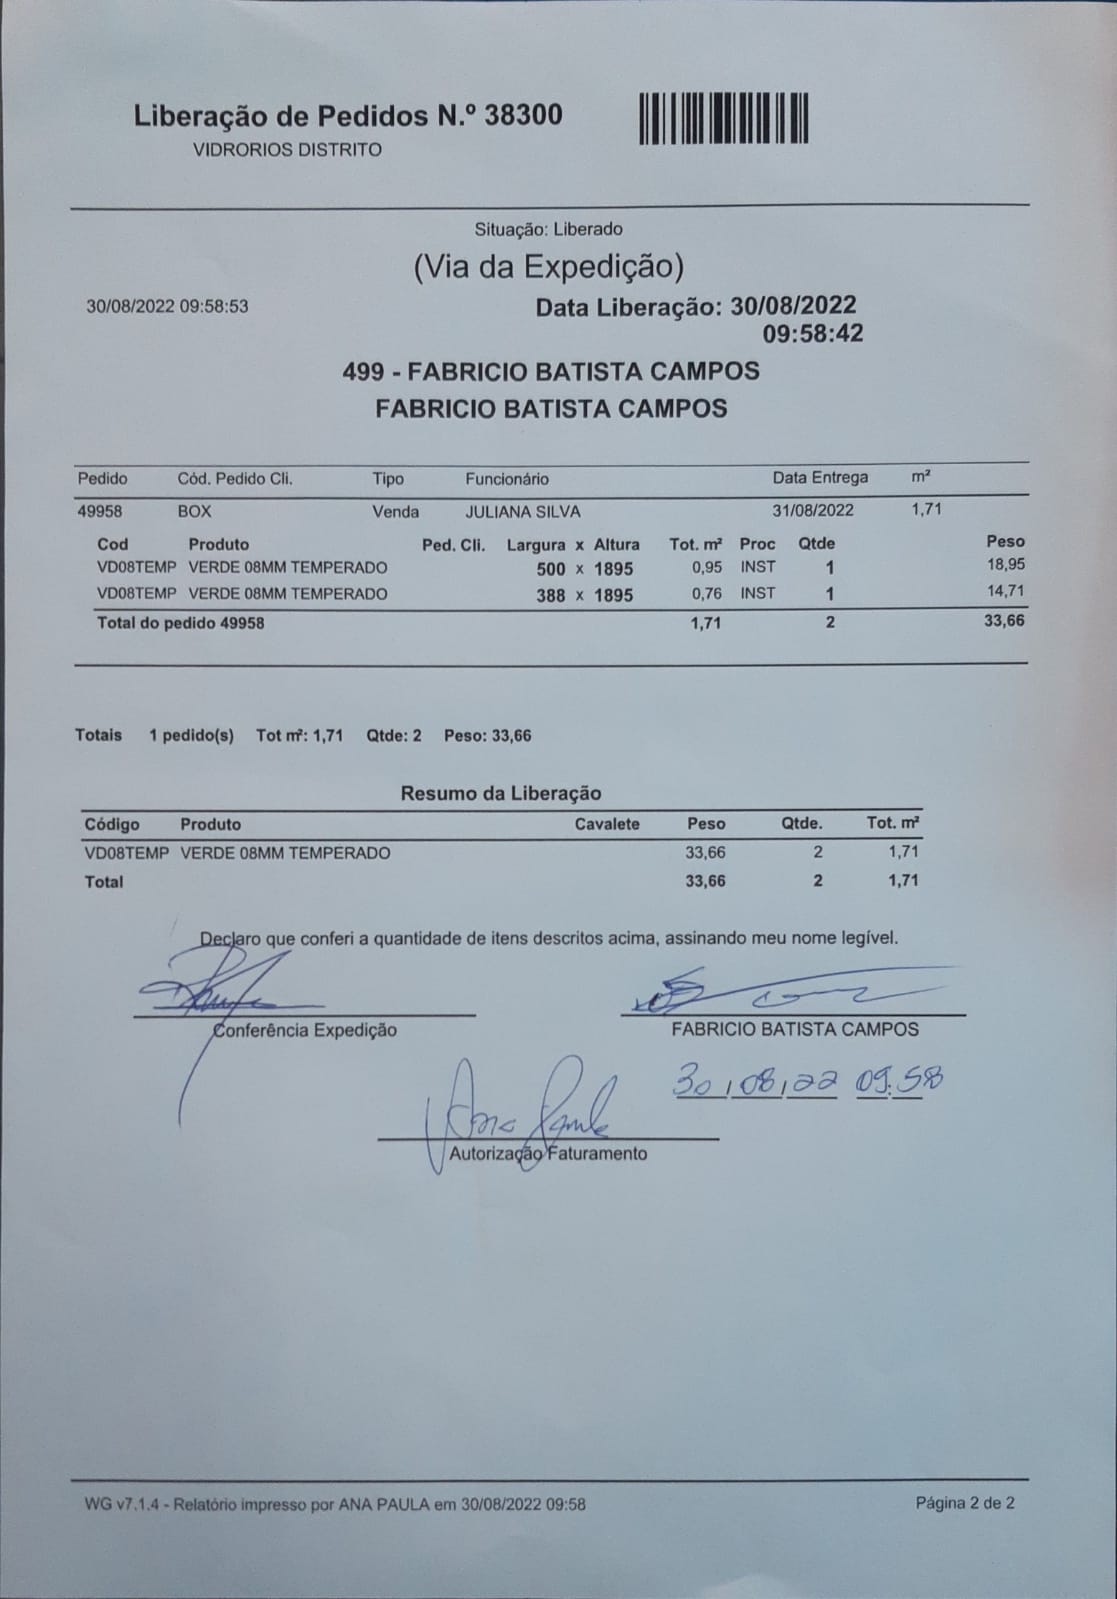 Liberação de Pedidos N.º 38300
VIDRORIOS DISTRITO
Situação: Liberado
(Via da Expedição)
30/08/2022 09:58:53
Data Liberação: 30/08/2022
09:58:42
499 - FABRICIO BATISTA CAMPOS
FABRICIO BATISTA CAMPOS
Pedido Cód. Pedido Cli. Tipo Funcionário Data Entrega m²
49958 BOX Venda JULIANA SILVA 31/08/2022 1,71
Cod Produto Ped. Cli. Largura x Altura Tot. m² Proc Qtde Peso
VD08TEMP VERDE 08MM TEMPERADO 500 x 1895 0,95 INST 1 18,95
VD08TEMP VERDE 08MM TEMPERADO 388 x 1895 0,76 INST 1 14,71
Total do pedido 49958 1,71 2 33,66
Totais 1 pedido(s) Tot m²: 1,71 Qtde: 2 Peso: 33,66
Resumo da Liberação
Código Produto Cavalete Peso Qtde. Tot. m²
VD08TEMP VERDE 08MM TEMPERADO 33,66 2 1,71
Total 33,66 2 1,71
Declaro que conferi a quantidade de itens descritos acima, assinando meu nome legível.
Conferência Expedição
FABRICIO BATISTA CAMPOS
30/08/22 09:58
Ana Paula
Autorização Faturamento
WG v7.1.4 - Relatório impresso por ANA PAULA em 30/08/2022 09:58
Página 2 de 2